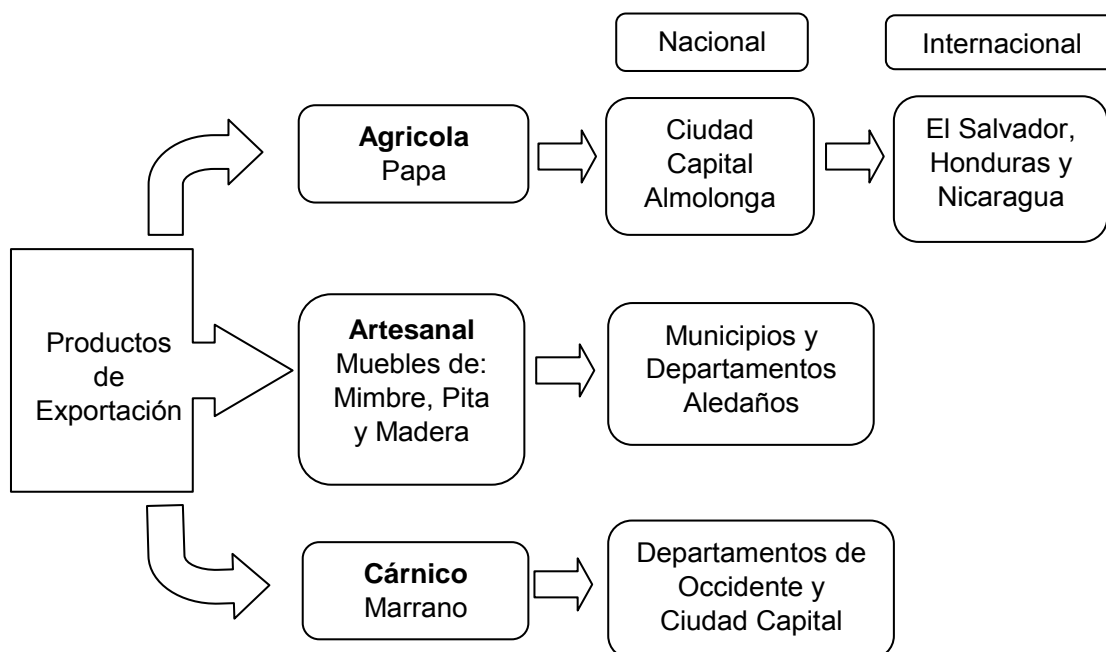 Nacional
Internacional
Agricola
Papa
Ciudad
Capital
Almolonga
El Salvador,
Honduras y
Nicaragua
Productos
de
Exportación
Artesanal
Muebles de:
Mimbre, Pita
y Madera
Municipios y
Departamentos
Aledaños
Cárnico
Marrano
Departamentos de
Occidente y
Ciudad Capital